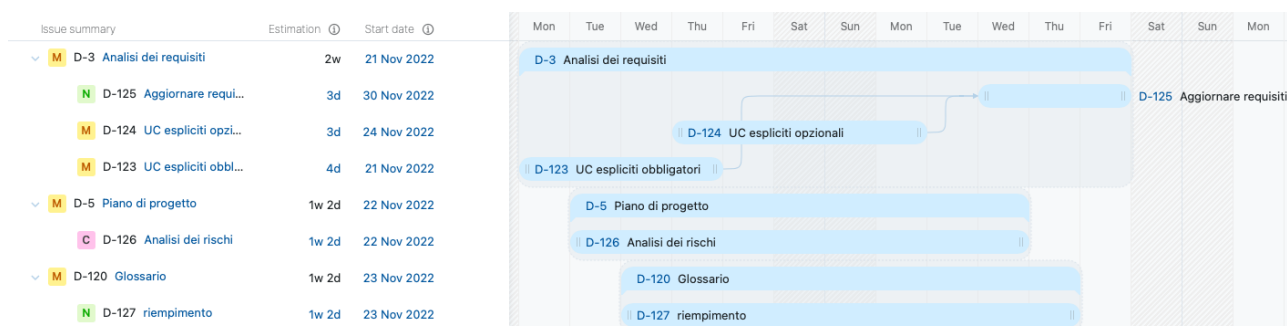 Issue summary Estimation Start date Mon Tue Wed Thu Fri Sat Sun Mon Tue Wed Thu Fri Sat Sun Mon
M D-3 Analisi dei requisiti 2w 21 Nov 2022 D-3 Analisi dei requisiti
N D-125 Aggiornare requi... 3d 30 Nov 2022 D-125 Aggiornare requisiti
M D-124 UC espliciti opzi... 3d 24 Nov 2022 D-124 UC espliciti opzionali
M D-123 UC espliciti obbl... 4d 21 Nov 2022 D-123 UC espliciti obbligatori
M D-5 Piano di progetto 1w 2d 22 Nov 2022 D-5 Piano di progetto
C D-126 Analisi dei rischi 1w 2d 22 Nov 2022 D-126 Analisi dei rischi
M D-120 Glossario 1w 2d 23 Nov 2022 D-120 Glossario
N D-127 riempimento 1w 2d 23 Nov 2022 D-127 riempimento